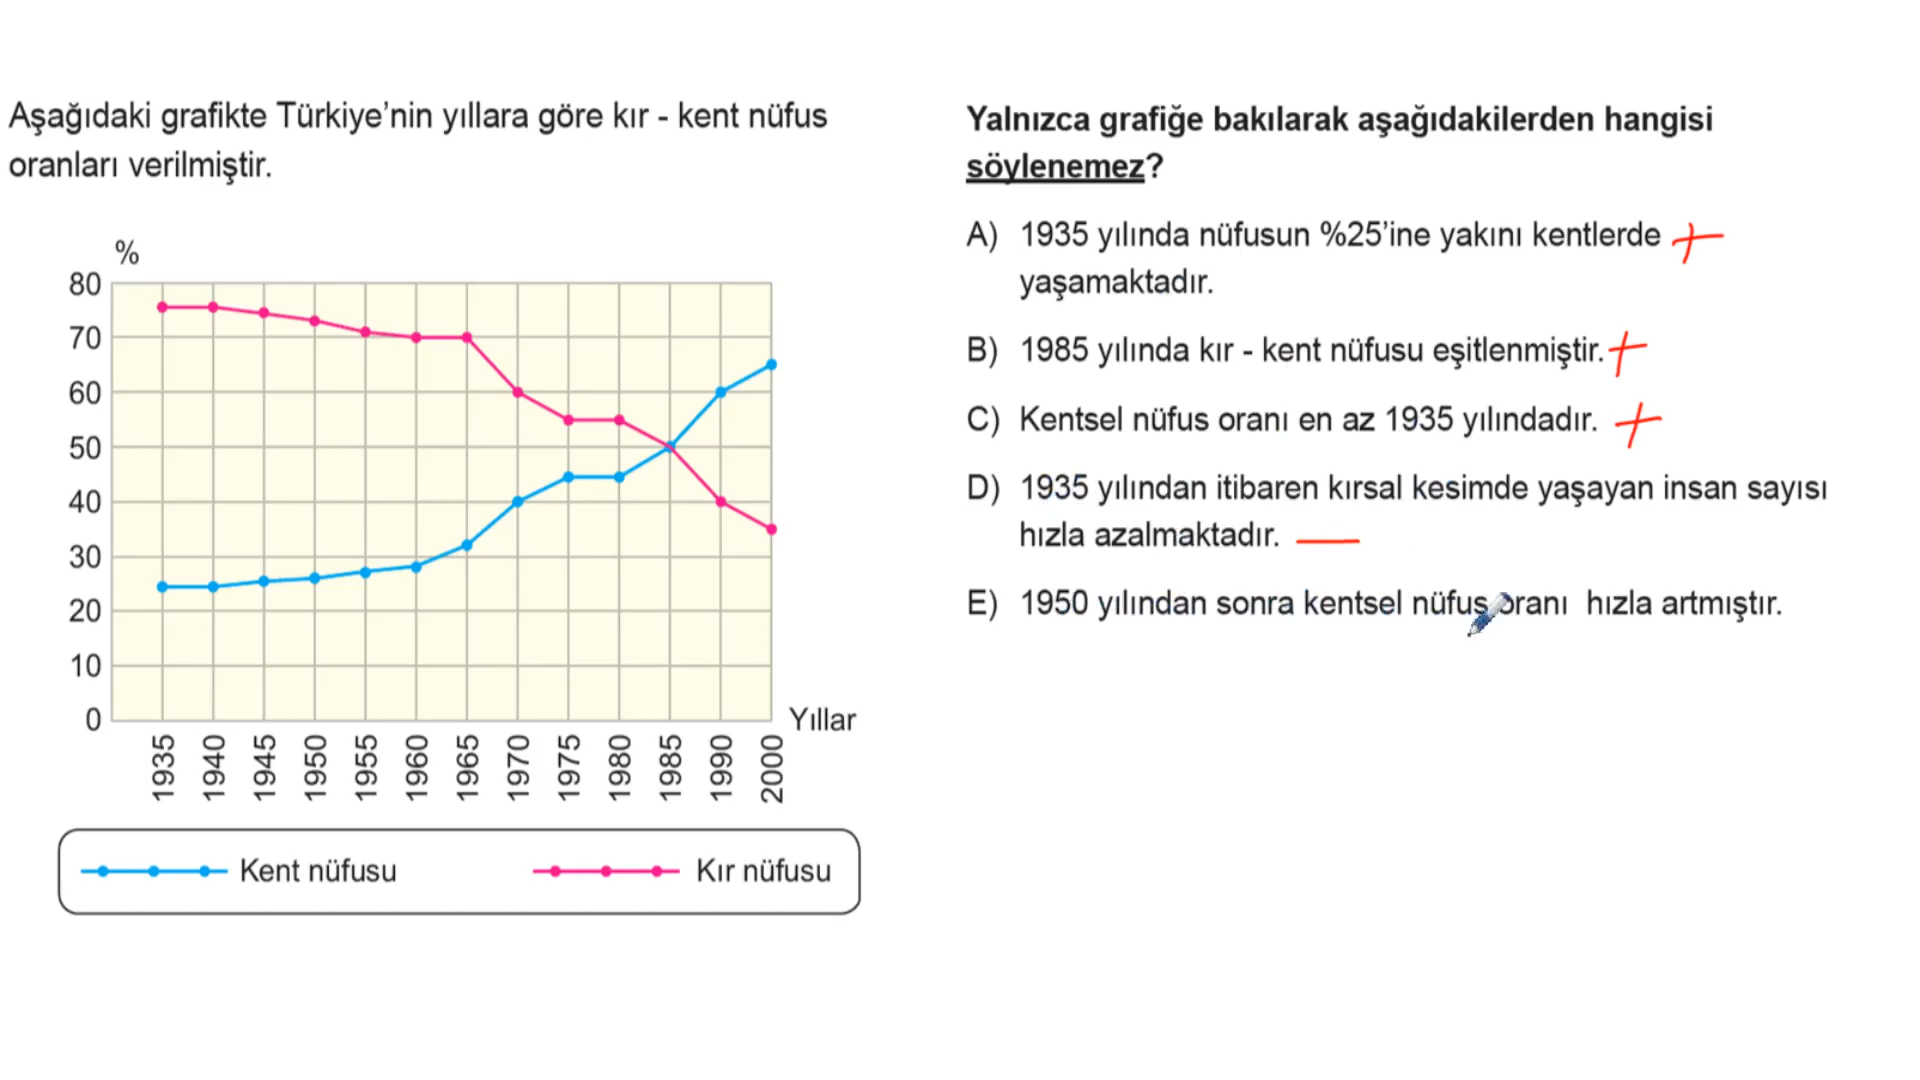 Aşağıdaki grafikte Türkiye'nin yıllara göre kır - kent nüfus
oranları verilmiştir.
%
80
70
60
50
40
30
20
10
0
Yıllar
1935
1940
1945
1950
1955
1960
1965
1970
1975
1980
1985
1990
2000
Kent nüfusu
Kır nüfusu
Yalnızca grafiğe bakılarak aşağıdakilerden hangisi
söylenemez?
A) 1935 yılında nüfusun %25'ine yakını kentlerde
yaşamaktadır.
B) 1985 yılında kır - kent nüfusu eşitlenmiştir.
C) Kentsel nüfus oranı en az 1935 yılındadır.
D) 1935 yılından itibaren kırsal kesimde yaşayan insan sayısı
hızla azalmaktadır.
E) 1950 yılından sonra kentsel nüfus oranı hızla artmıştır.